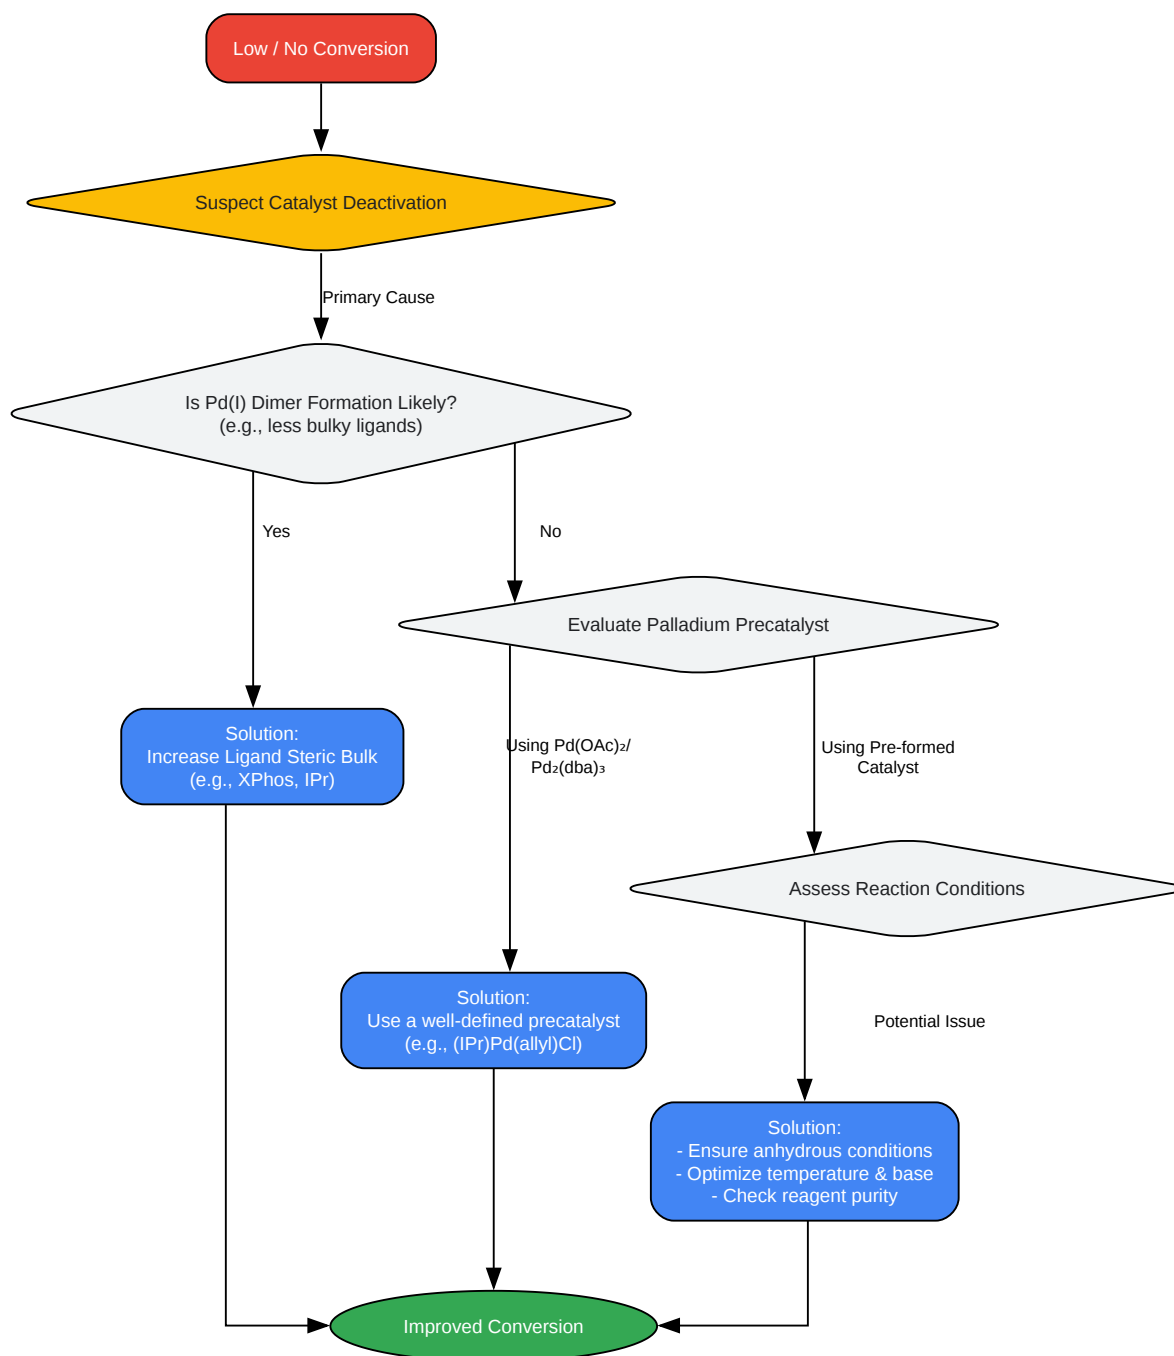 Low / No Conversion
Suspect Catalyst Deactivation
Primary Cause
Is Pd(I) Dimer Formation Likely?
(e.g., less bulky ligands)
Yes
No
Evaluate Palladium Precatalyst
Solution:
Increase Ligand Steric Bulk
(e.g., XPhos, IPr)
Using Pd(OAc)₂/
Pd₂(dba)₃
Using Pre-formed
Catalyst
Assess Reaction Conditions
Solution:
Use a well-defined precatalyst
(e.g., (IPr)Pd(allyl)Cl)
Potential Issue
Solution:
- Ensure anhydrous conditions
- Optimize temperature & base
- Check reagent purity
Improved Conversion